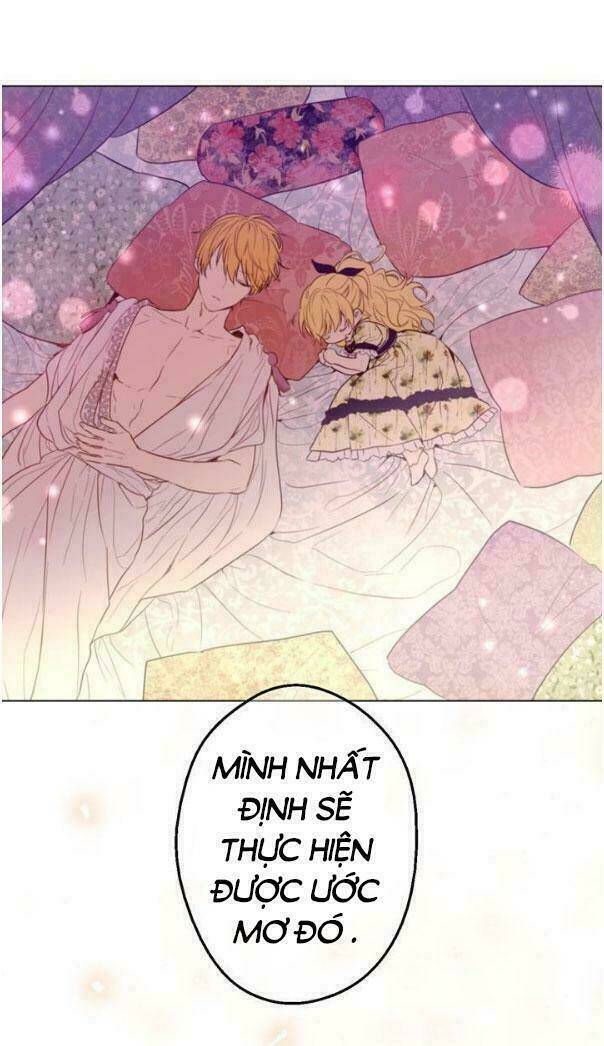 MÌNH NHẤT
ĐỊNH SẼ
THỰC HIỆN
ĐƯỢC ƯỚC
MƠ ĐÓ .